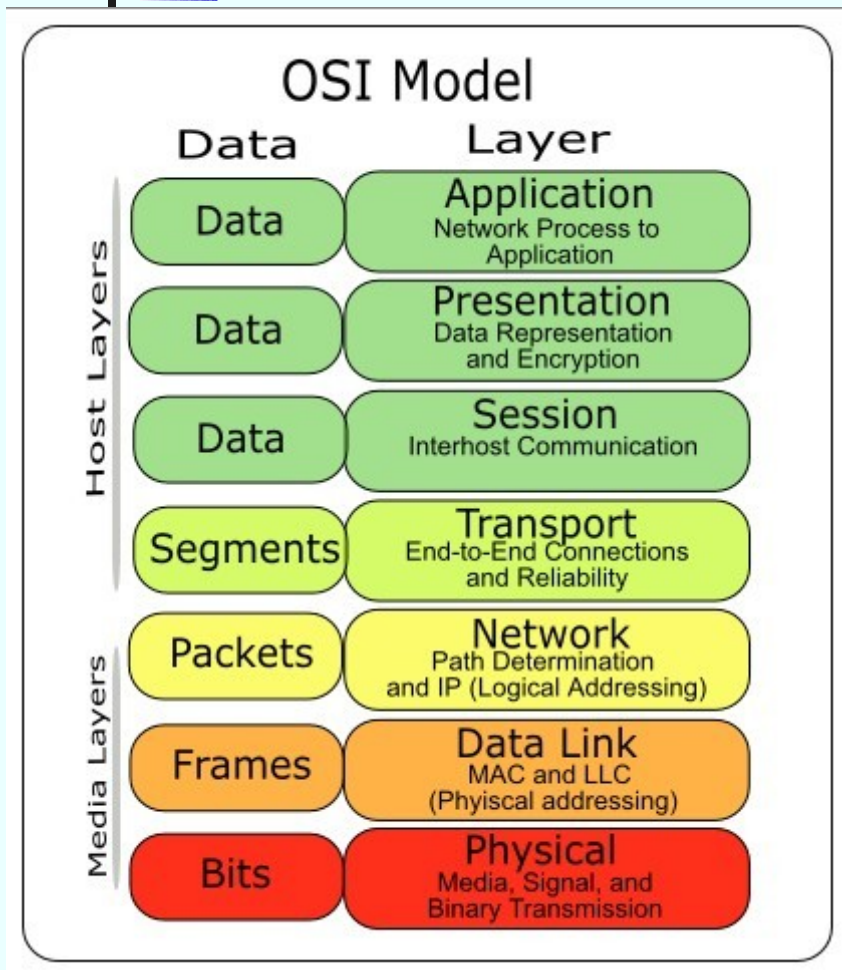 OSI Model
Data Layer
Host Layers
Data
Application
Network Process to
Application
Data
Presentation
Data Representation
and Encryption
Data
Session
Interhost Communication
Segments
Transport
End-to-End Connections
and Reliability
Media Layers
Packets
Network
Path Determination
and IP (Logical Addressing)
Frames
Data Link
MAC and LLC
(Phyiscal addressing)
Bits
Physical
Media, Signal, and
Binary Transmission